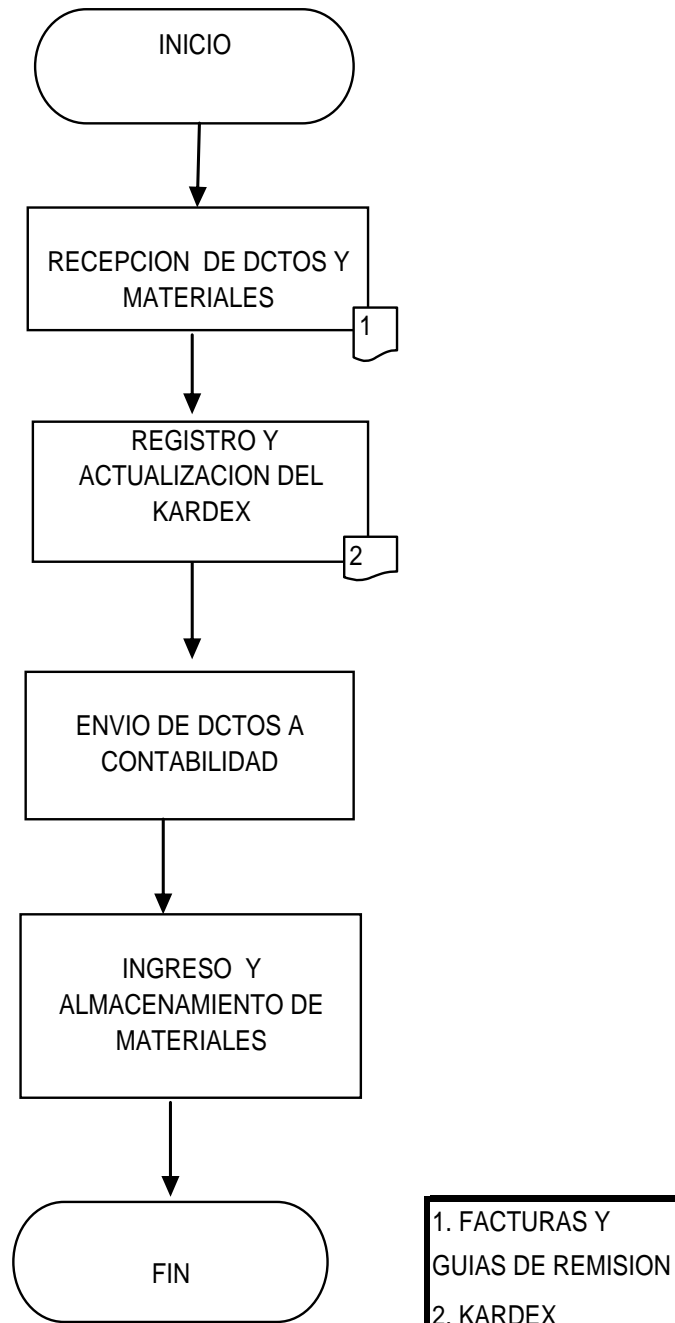 INICIO
RECEPCION DE DCTOS Y
MATERIALES
1
REGISTRO Y
ACTUALIZACION DEL
KARDEX
2
ENVIO DE DCTOS A
CONTABILIDAD
INGRESO Y
ALMACENAMIENTO DE
MATERIALES
FIN
1. FACTURAS Y
GUIAS DE REMISION
2. KARDEX